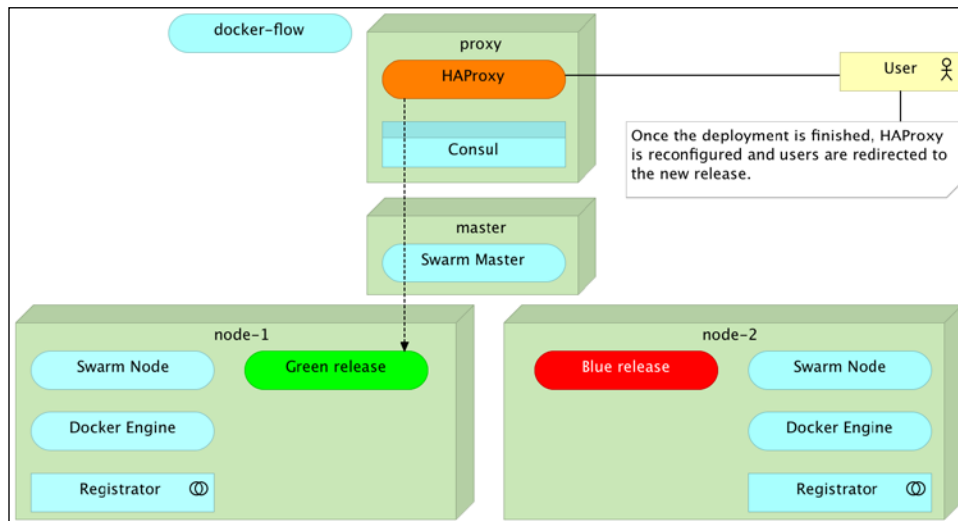 docker-flow
proxy
HAProxy
User
Consul
Once the deployment is finished, HAProxy
is reconfigured and users are redirected to
the new release.
master
Swarm Master
node-1
Swarm Node
Green release
Docker Engine
Registrator
node-2
Blue release
Swarm Node
Docker Engine
Registrator